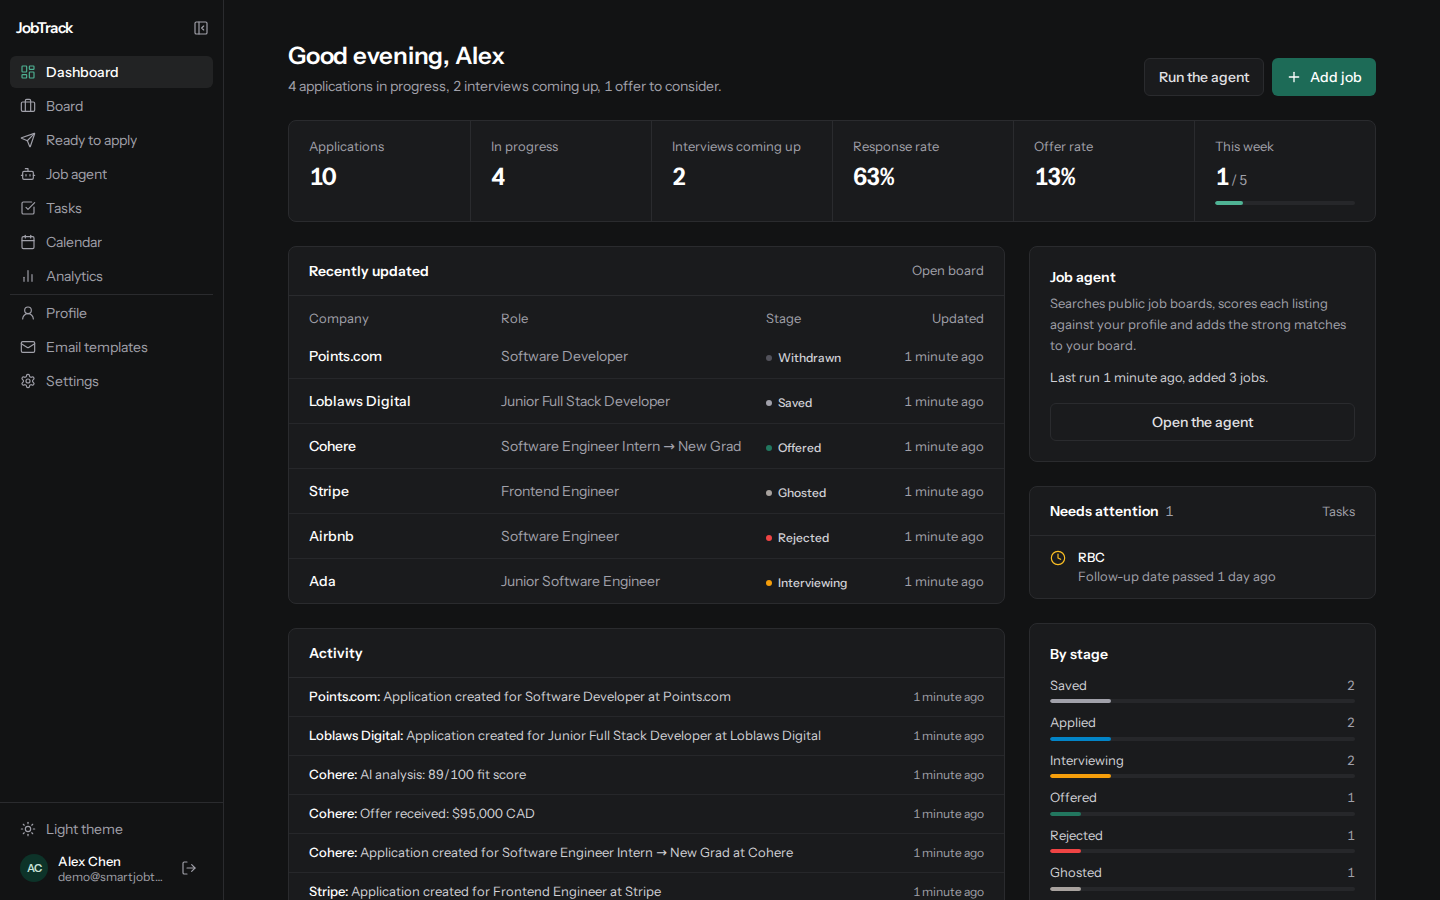 JobTrack
Dashboard
Board
Ready to apply
Job agent
Tasks
Calendar
Analytics
Profile
Email templates
Settings
Light theme
AC
Alex Chen
demo@smartjobt...
Good evening, Alex
4 applications in progress, 2 interviews coming up, 1 offer to consider.
Run the agent
Add job
Applications
10
In progress
4
Interviews coming up
2
Response rate
63%
Offer rate
13%
This week
1 / 5
Recently updated
Open board
Company Role Stage Updated
Points.com Software Developer Withdrawn 1 minute ago
Loblaws Digital Junior Full Stack Developer Saved 1 minute ago
Cohere Software Engineer Intern → New Grad Offered 1 minute ago
Stripe Frontend Engineer Ghosted 1 minute ago
Airbnb Software Engineer Rejected 1 minute ago
Ada Junior Software Engineer Interviewing 1 minute ago
Activity
Points.com: Application created for Software Developer at Points.com 1 minute ago
Loblaws Digital: Application created for Junior Full Stack Developer at Loblaws Digital 1 minute ago
Cohere: AI analysis: 89/100 fit score 1 minute ago
Cohere: Offer received: $95,000 CAD 1 minute ago
Cohere: Application created for Software Engineer Intern → New Grad at Cohere 1 minute ago
Stripe: Application created for Frontend Engineer at Stripe 1 minute ago
Job agent
Searches public job boards, scores each listing
against your profile and adds the strong matches
to your board.
Last run 1 minute ago, added 3 jobs.
Open the agent
Needs attention 1
Tasks
RBC
Follow-up date passed 1 day ago
By stage
Saved 2
Applied 2
Interviewing 2
Offered 1
Rejected 1
Ghosted 1